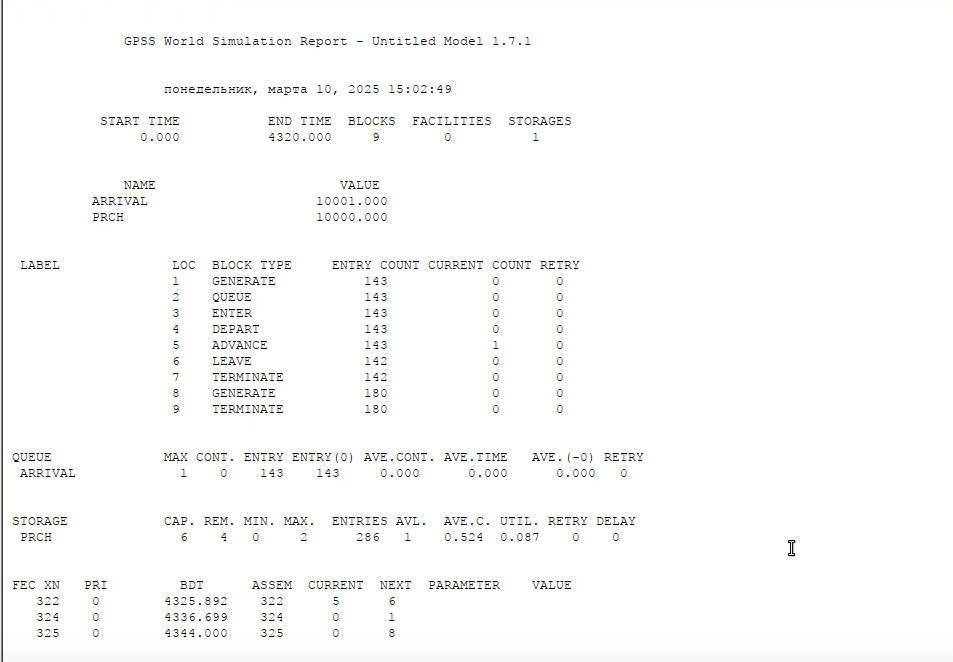 GPSS World Simulation Report - Untitled Model 1.7.1
понедельник, марта 10, 2025 15:02:49
START TIME END TIME BLOCKS FACILITIES STORAGES
0.000 4320.000 9 0 1
NAME VALUE
ARRIVAL 10001.000
PRCH 10000.000
LABEL LOC BLOCK TYPE ENTRY COUNT CURRENT COUNT RETRY
1 GENERATE 143 0 0
2 QUEUE 143 0 0
3 ENTER 143 0 0
4 DEPART 143 0 0
5 ADVANCE 143 1 0
6 LEAVE 142 0 0
7 TERMINATE 142 0 0
8 GENERATE 180 0 0
9 TERMINATE 180 0 0
QUEUE MAX CONT. ENTRY ENTRY(0) AVE.CONT. AVE.TIME AVE.(-0) RETRY
ARRIVAL 1 0 143 143 0.000 0.000 0.000 0
STORAGE CAP. REM. MIN. MAX. ENTRIES AVL. AVE.C. UTIL. RETRY DELAY
PRCH 6 4 0 2 286 1 0.524 0.087 0 0
FEC XN PRI BDT ASSEM CURRENT NEXT PARAMETER VALUE
322 0 4325.892 322 5 6
324 0 4336.699 324 0 1
325 0 4344.000 325 0 8